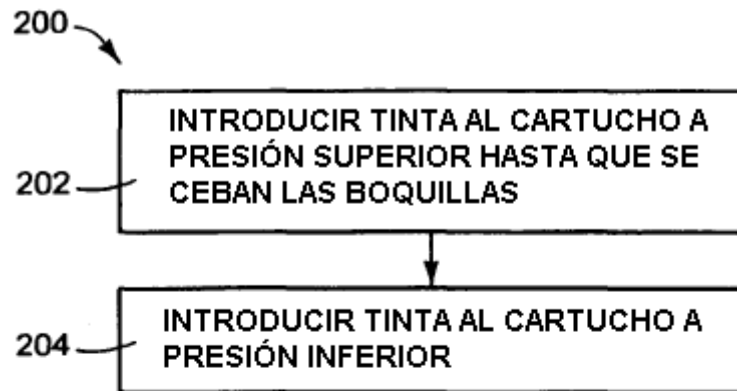 200
202
INTRODUCIR TINTA AL CARTUCHO A
PRESIÓN SUPERIOR HASTA QUE SE
CEBAN LAS BOQUILLAS
204
INTRODUCIR TINTA AL CARTUCHO A
PRESIÓN INFERIOR